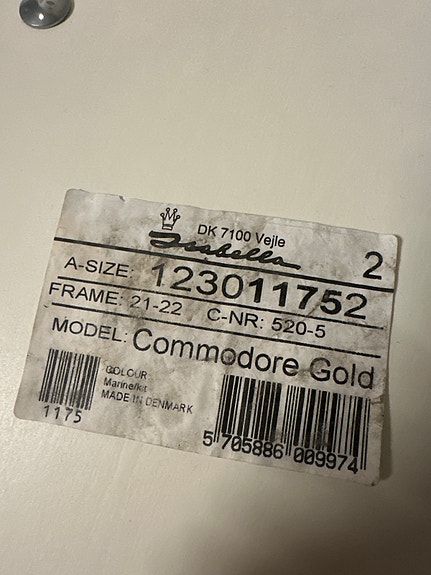 DK 7100 Vejle
Isabella
2
A-SIZE: 123011752
FRAME: 21-22 C-NR: 520-5
MODEL: Commodore Gold
COLOUR
Marine/kit
MADE IN DENMARK
1175
5 705886 009974